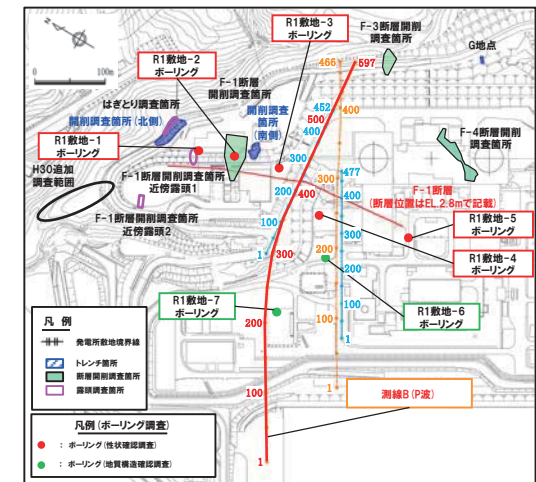 N
0
100m
R1敷地-3
ボーリング
F-3断層開削
調査箇所
R1敷地-2
ボーリング
F-1断層
開削調査箇所
466
597
G地点
はぎとり調査箇所
開削調査箇所(北側)
開削調査
箇所
(南側)
452
500
400
400
R1敷地-1
ボーリング
F-4断層開削
調査箇所
H30追加
調査範囲
300
477
F-1断層開削調査箇所
近傍露頭1
200
300
400
400
F-1断層
(断層位置はEL.2.8mで記載)
F-1断層開削調査箇所
近傍露頭2
100
300
R1敷地-5
ボーリング
1
300
200
R1敷地-4
ボーリング
200
R1敷地-7
ボーリング
R1敷地-6
ボーリング
100
100
200
1
凡 例
発電所敷地境界線
トレンチ箇所
断層開削調査箇所
露頭調査箇所
100
1
測線B(P波)
凡例(ボーリング調査)
: ボーリング(性状確認調査)
: ボーリング(地質構造確認調査)
1